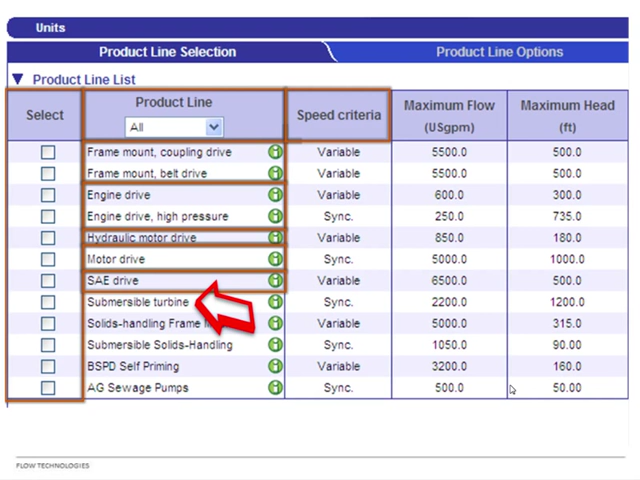 Units
Product Line Selection Product Line Options
Product Line List
Select Product Line Speed criteria Maximum Flow (USgpm) Maximum Head (ft)
All
Frame mount, coupling drive Variable 5500.0 500.0
Frame mount, belt drive Variable 5500.0 500.0
Engine drive Variable 600.0 300.0
Engine drive, high pressure Sync. 250.0 735.0
Hydraulic motor drive Variable 850.0 180.0
Motor drive Sync. 5000.0 1000.0
SAE drive Variable 6500.0 500.0
Submersible turbine Sync. 2200.0 1200.0
Solids-handling Frame Variable 5000.0 315.0
Submersible Solids-Handling Sync. 1050.0 90.00
BSPD Self Priming Variable 3200.0 160.0
AG Sewage Pumps Sync. 500.0 50.00
FLOW TECHNOLOGIES